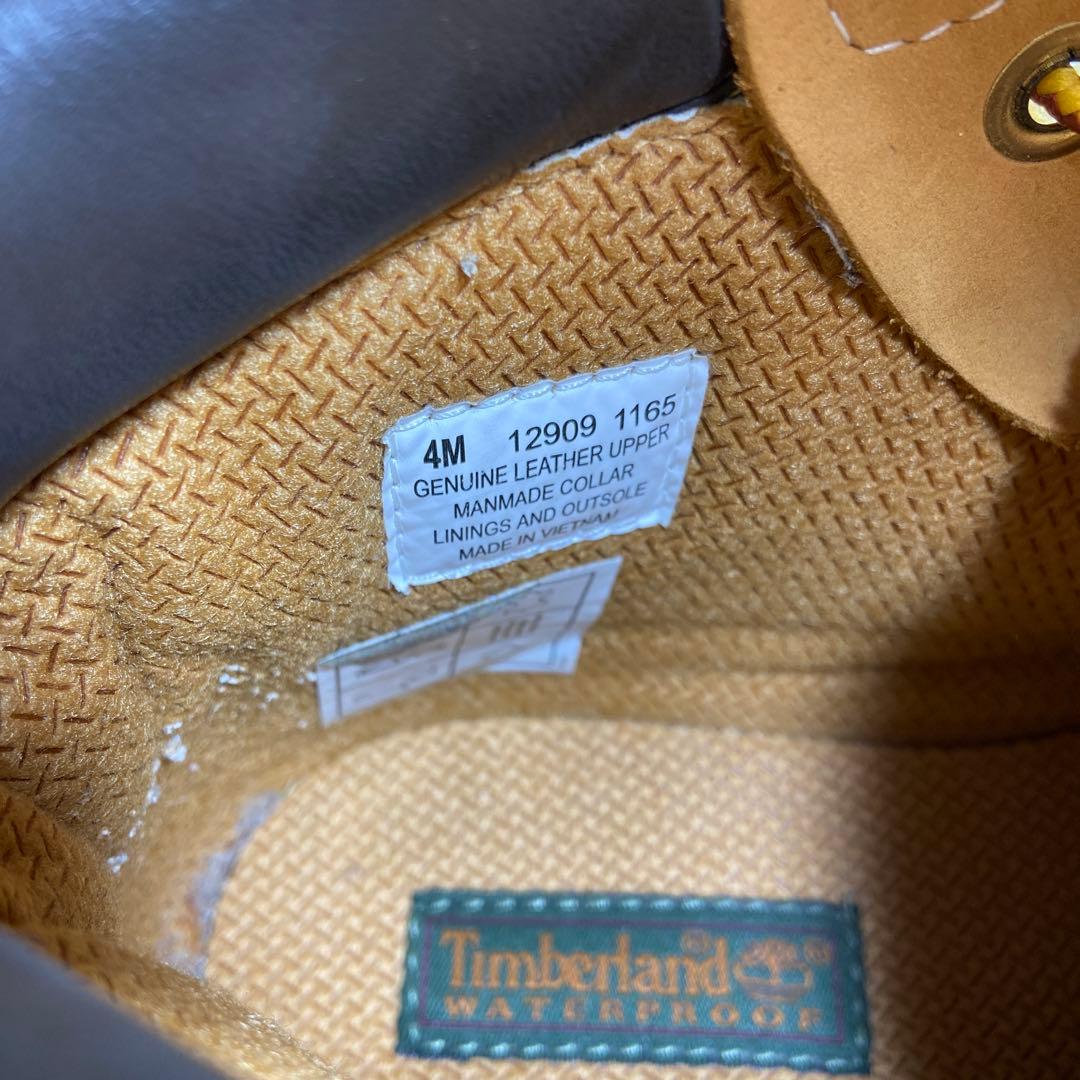 4M 12909 1165
GENUINE LEATHER UPPER
MANMADE COLLAR
LININGS AND OUTSOLE
MADE IN VIETNAM
Timberland®
WATERPROOF